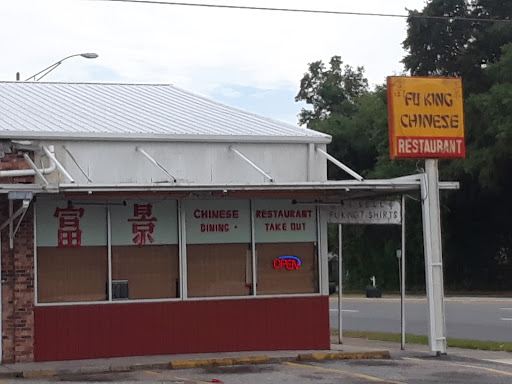 FU KING
CHINESE
RESTAURANT
富 景
CHINESE
DINING
RESTAURANT
TAKE OUT
FU KING T SHIRTS
OPEN